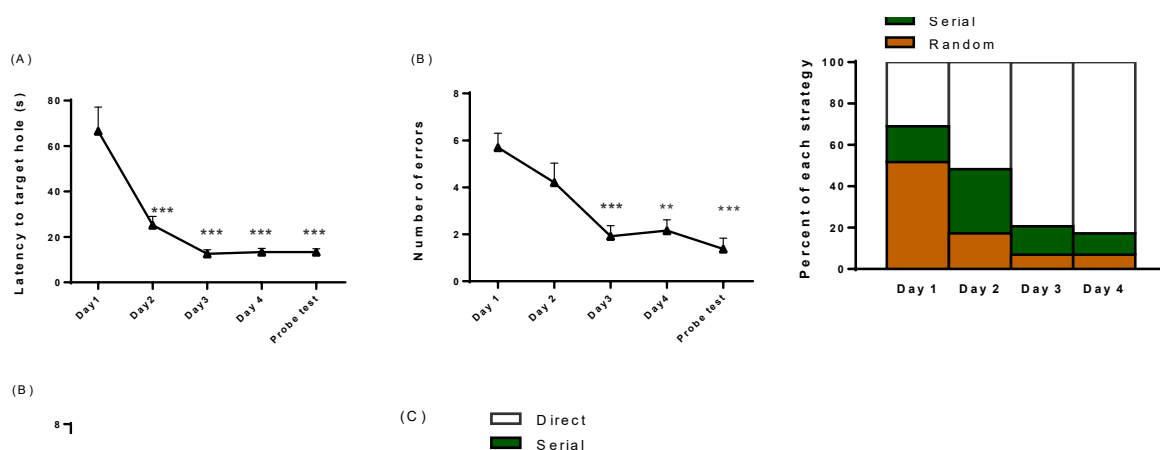 (A)
Latency to target hole (s)
80
60
40
20
0
***
***
***
***
Day1
Day2
Day3
Day 4
Probe test
(B)
Number of errors
8
6
4
2
0
***
**
***
Day 1
Day 2
Day3
Day4
Probe test
Serial
Random
Percent of each strategy
100
80
60
40
20
0
Day 1
Day 2
Day 3
Day 4
(B)
8
(C)
Direct
Serial